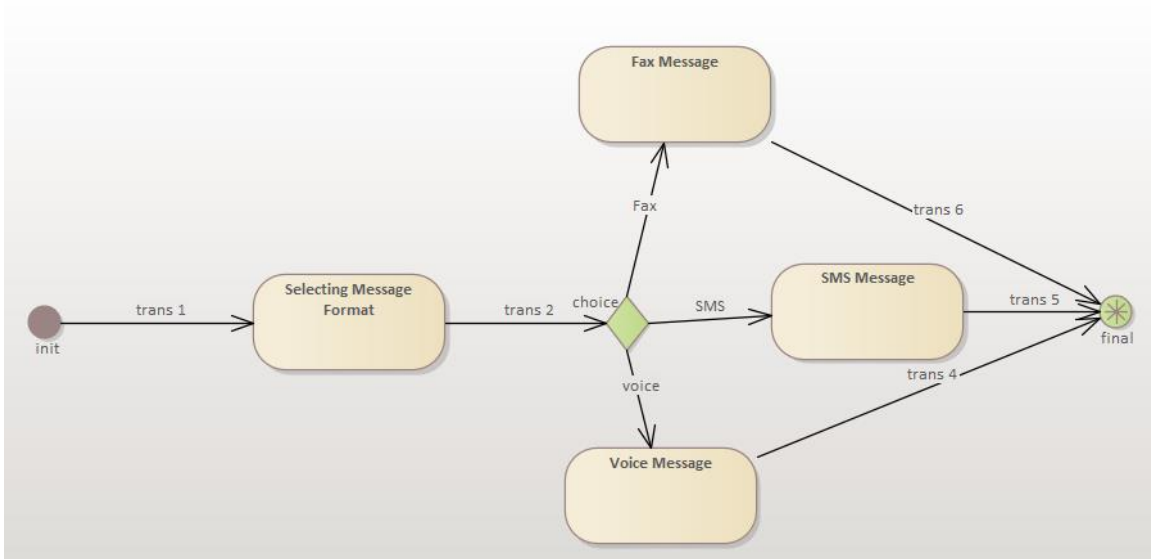 Fax Message
Fax
trans 6
Selecting Message
Format
SMS Message
trans 1
trans 2
choice
SMS
trans 5
init
final
voice
trans 4
Voice Message